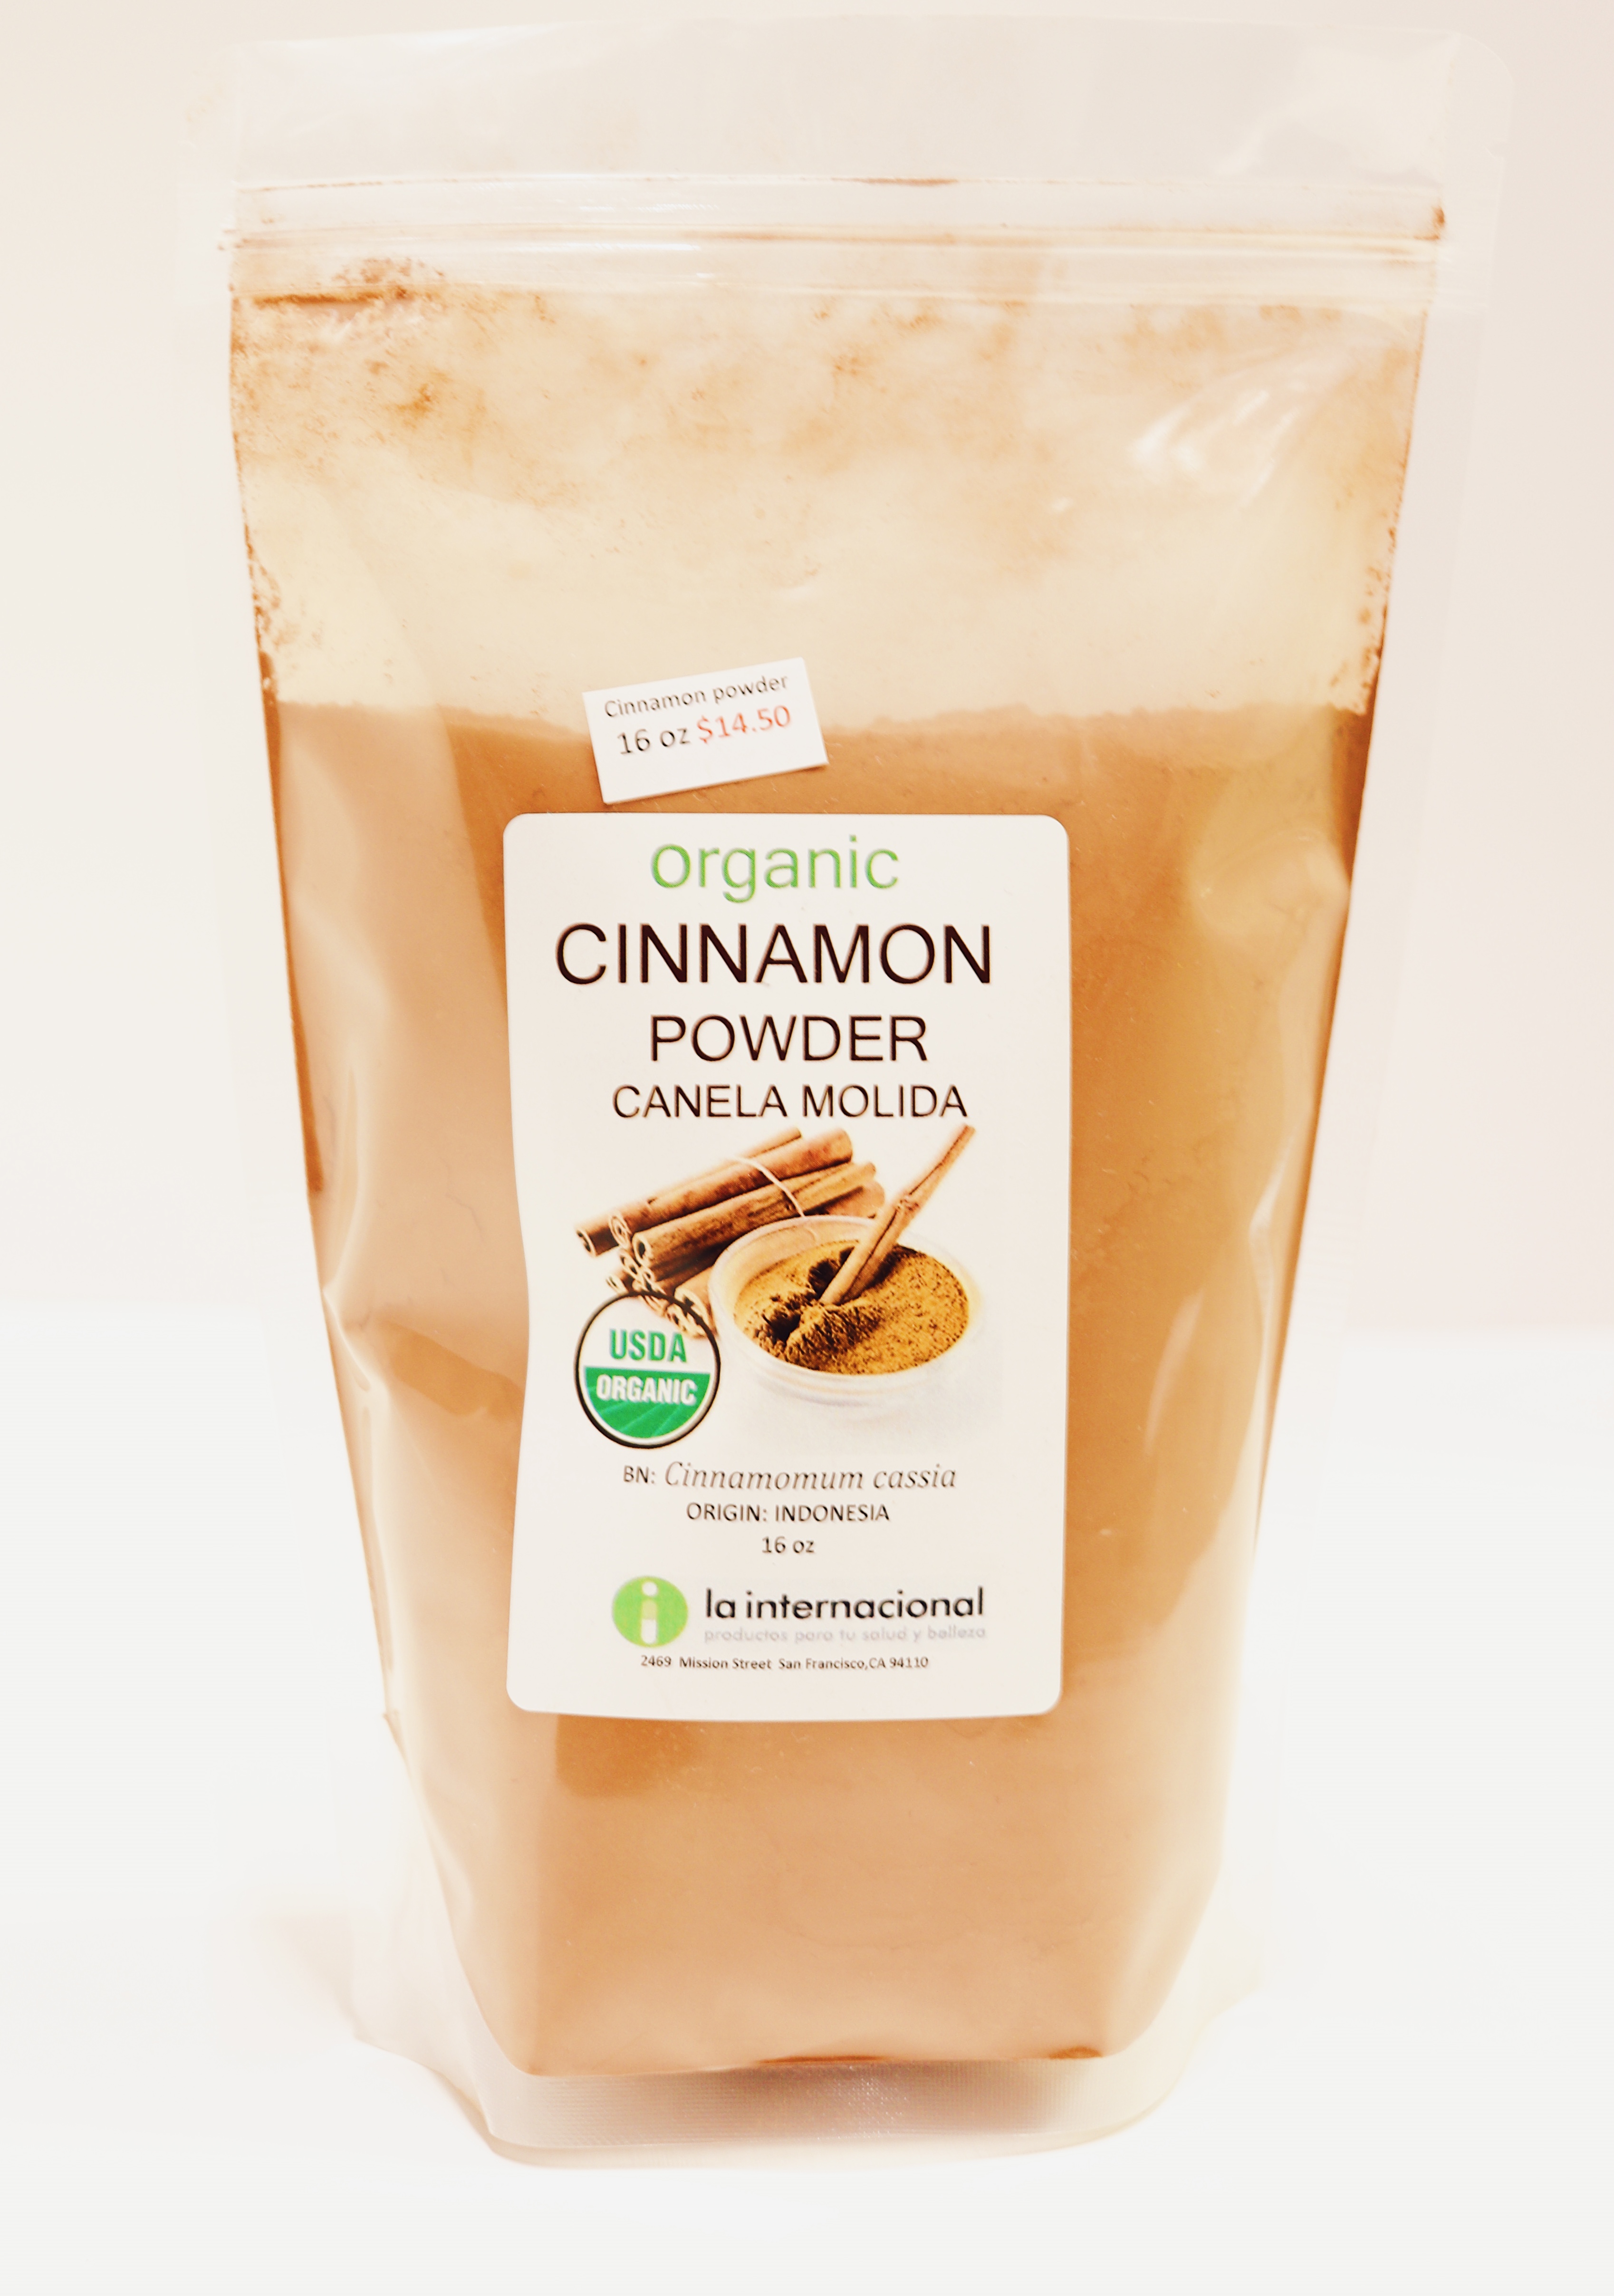 Cinnamon powder
16 oz $14.50
organic
CINNAMON
POWDER
CANELA MOLIDA
USDA
ORGANIC
BN: Cinnamomum cassia
ORIGIN: INDONESIA
16 oz
la internacional
productos para tu salud y belleza
2469 Mission Street San Francisco,CA 94110